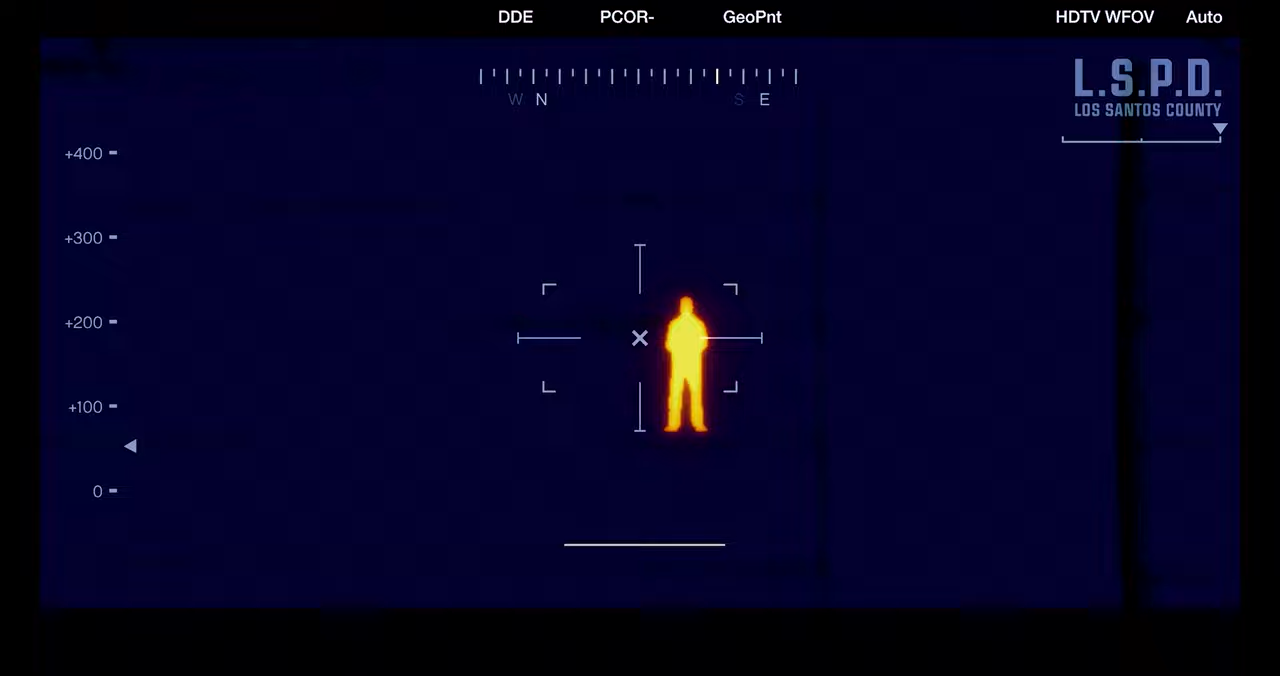 DDE PCOR- GeoPnt HDTV WFOV Auto
L.S.P.D.
LOS SANTOS COUNTY
W N S E
+400
+300
+200
+100
0